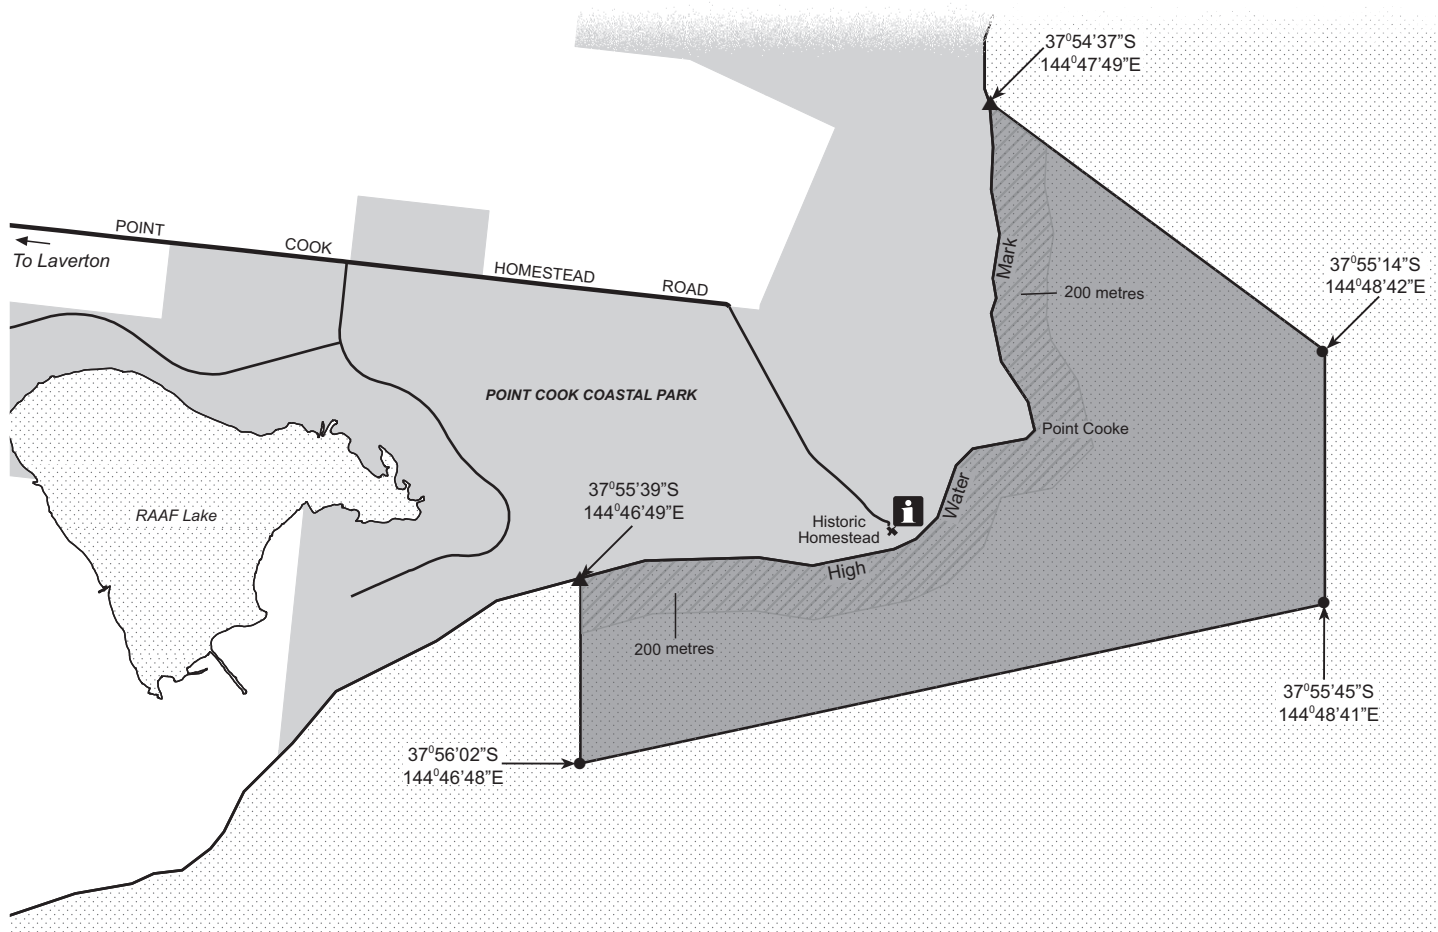 37⁰54’37”S
144⁰47’49”E
POINT COOK HOMESTEAD ROAD
To Laverton
Mark
37⁰55’14”S
144⁰48’42”E
200 metres
POINT COOK COASTAL PARK
Point Cooke
37⁰55’39”S
144⁰46’49”E
Water
i
RAAF Lake
Historic
Homestead
High
200 metres
37⁰55’45”S
144⁰48’41”E
37⁰56’02”S
144⁰46’48”E